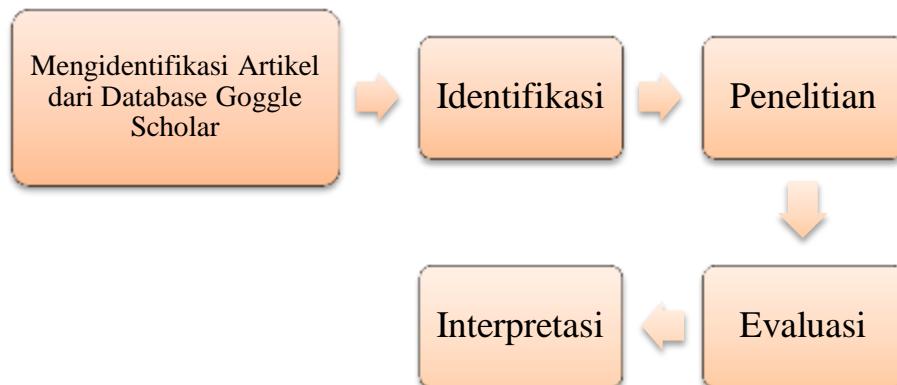 Mengidentifikasi Artikel
dari Database Goggle
Scholar
Identifikasi
Penelitian
Evaluasi
Interpretasi